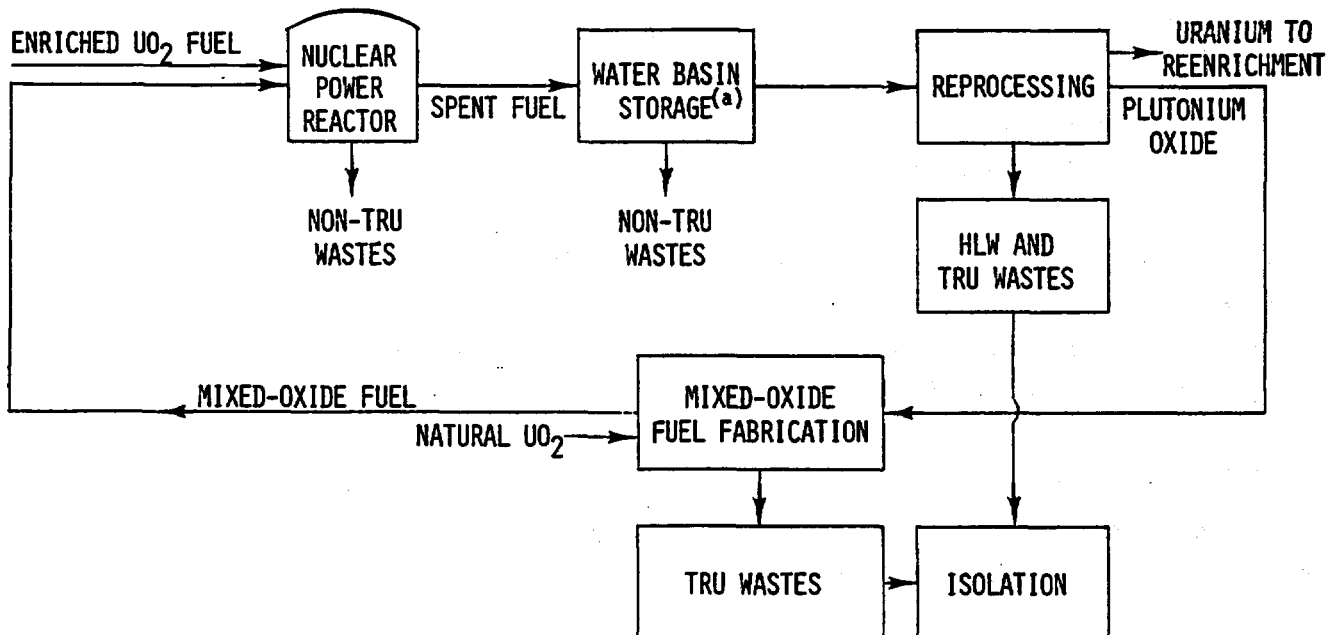 ENRICHED UO2 FUEL
NUCLEAR
POWER
REACTOR
SPENT FUEL
WATER BASIN
STORAGE(a)
REPROCESSING
URANIUM TO
REENRICHMENT
PLUTONIUM
OXIDE
NON-TRU
WASTES
NON-TRU
WASTES
HLW AND
TRU WASTES
MIXED-OXIDE FUEL
NATURAL UO2
MIXED-OXIDE
FUEL FABRICATION
TRU WASTES
ISOLATION